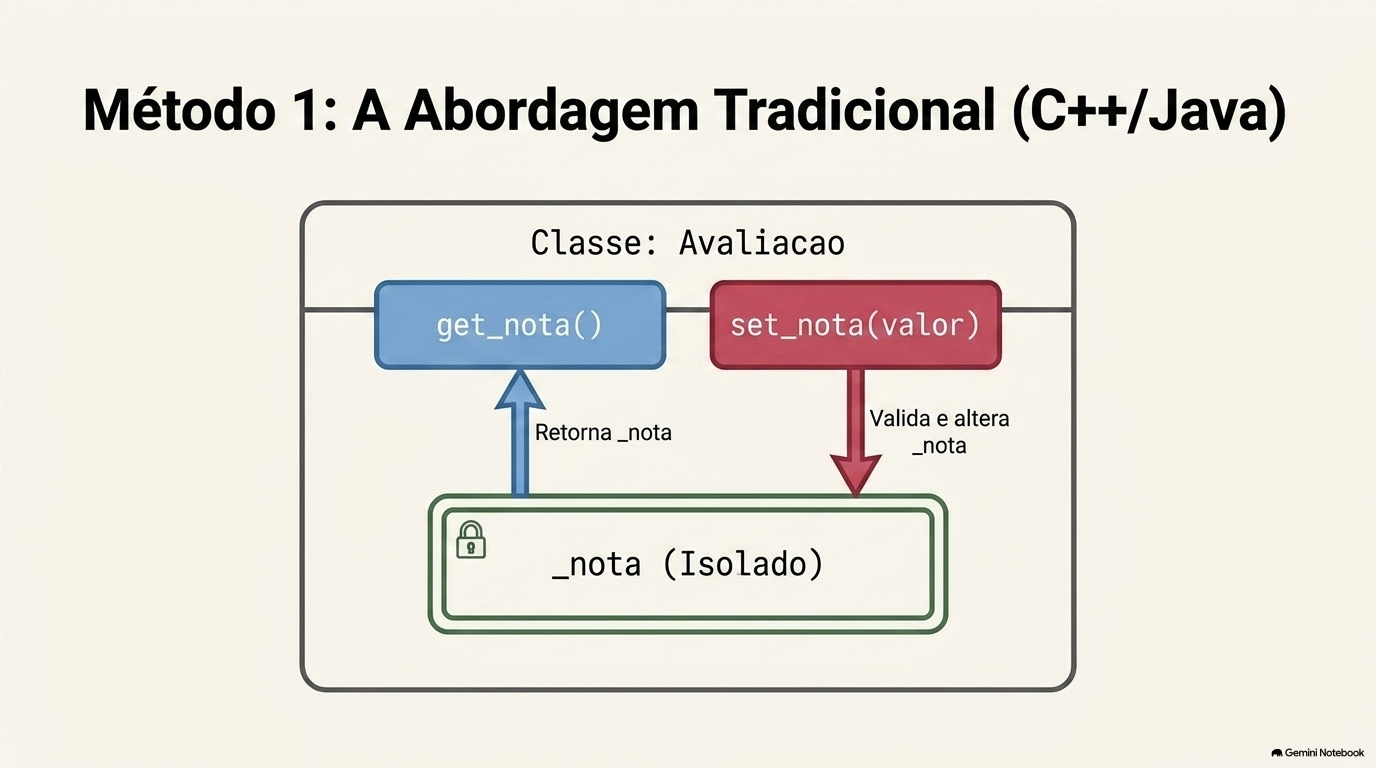 Método 1: A Abordagem Tradicional (C++/Java)
Classe: Avaliacao
get_nota()
set_nota(valor)
Retorna _nota
Valida e altera
_nota
_nota (Isolado)
Gemini Notebook